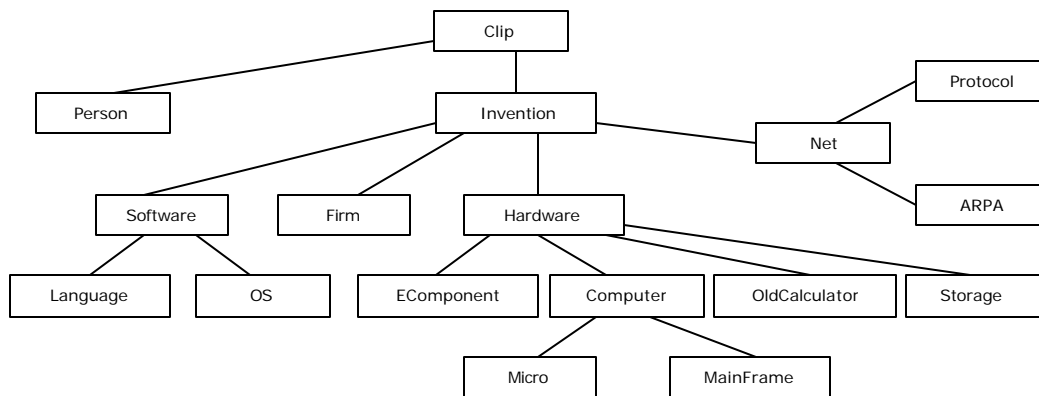 Clip
Protocol
Person
Invention
Net
Software
Firm
Hardware
ARPA
Language
OS
EComponent
Computer
OldCalculator
Storage
Micro
MainFrame